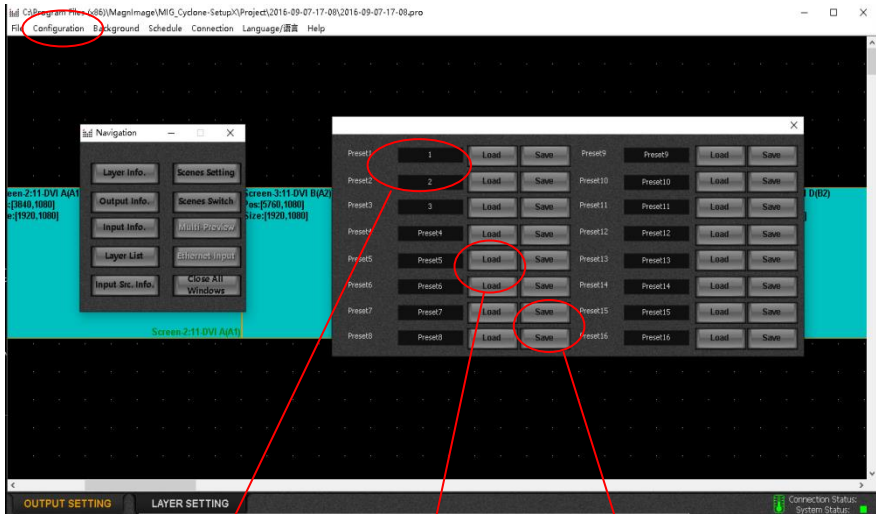 C:\Program Files (x86)\MagnImage\MIG_Cyclone-SetupX\Project\2016-09-07-17-08\2016-09-07-17-08.pro
File Configuration Background Schedule Connection Language/语言 Help
Navigation
Layer Info. Scenes Setting
Output Info. Scenes Switch
Input Info. Multi-Preview
Layer List Ethernet Input
Input Src. Info. Close All
Windows
Preset1 1 Load Save Preset9 Preset9 Load Save
Preset2 2 Load Save Preset10 Preset10 Load Save
Preset3 3 Load Save Preset11 Preset11 Load Save
Preset4 Preset4 Load Save Preset12 Preset12 Load Save
Preset5 Preset5 Load Save Preset13 Preset13 Load Save
Preset6 Preset6 Load Save Preset14 Preset14 Load Save
Preset7 Preset7 Load Save Preset15 Preset15 Load Save
Preset8 Preset8 Load Save Preset16 Preset16 Load Save
een-2:11-DVI A(A1
:[3840,1080]
e:[1920,1080]
Screen-3:11-DVI B(A2)
Pos:[5760,1080]
Size:[1920,1080]
I D(B2)
Screen-2:11-DVI A(A1)
OUTPUT SETTING LAYER SETTING
Connection Status:
System Status: